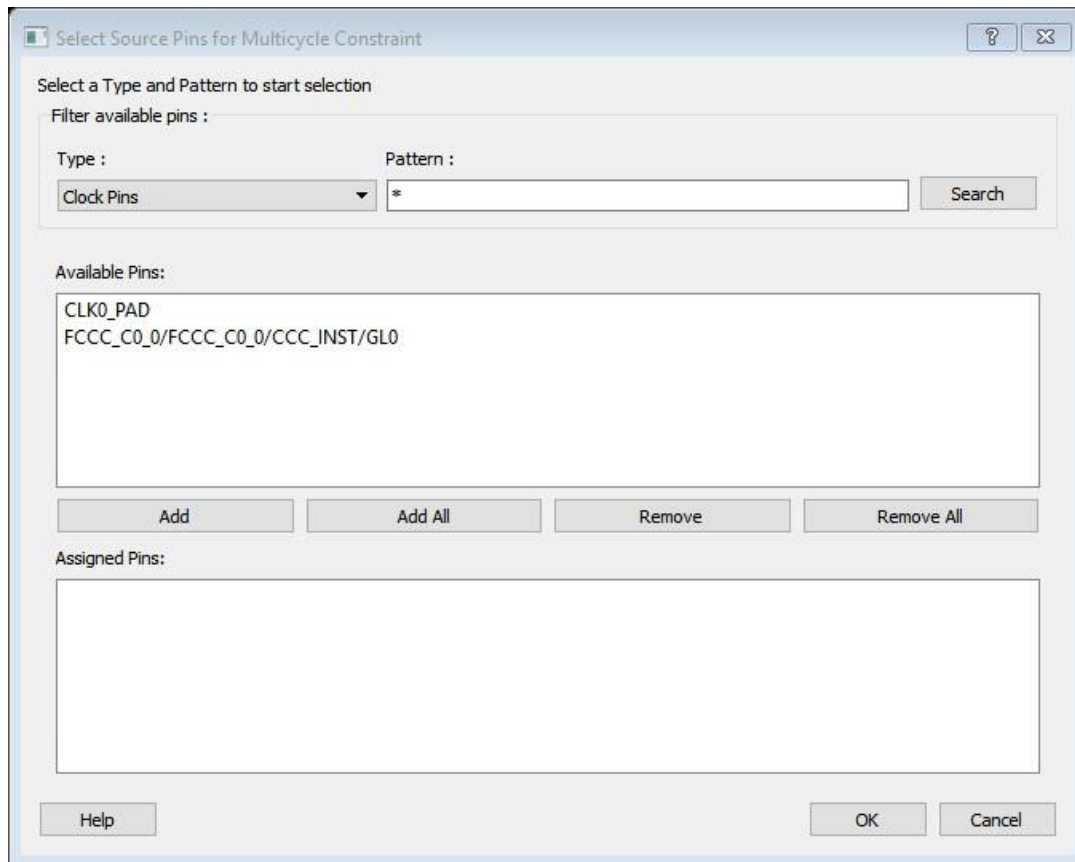 Select Source Pins for Multicycle Constraint
Select a Type and Pattern to start selection
Filter available pins :
Type : Pattern :
Clock Pins * Search
Available Pins:
CLK0_PAD
FCCC_C0_0/FCCC_C0_0/CCC_INST/GL0
Add Add All Remove Remove All
Assigned Pins:
Help OK Cancel